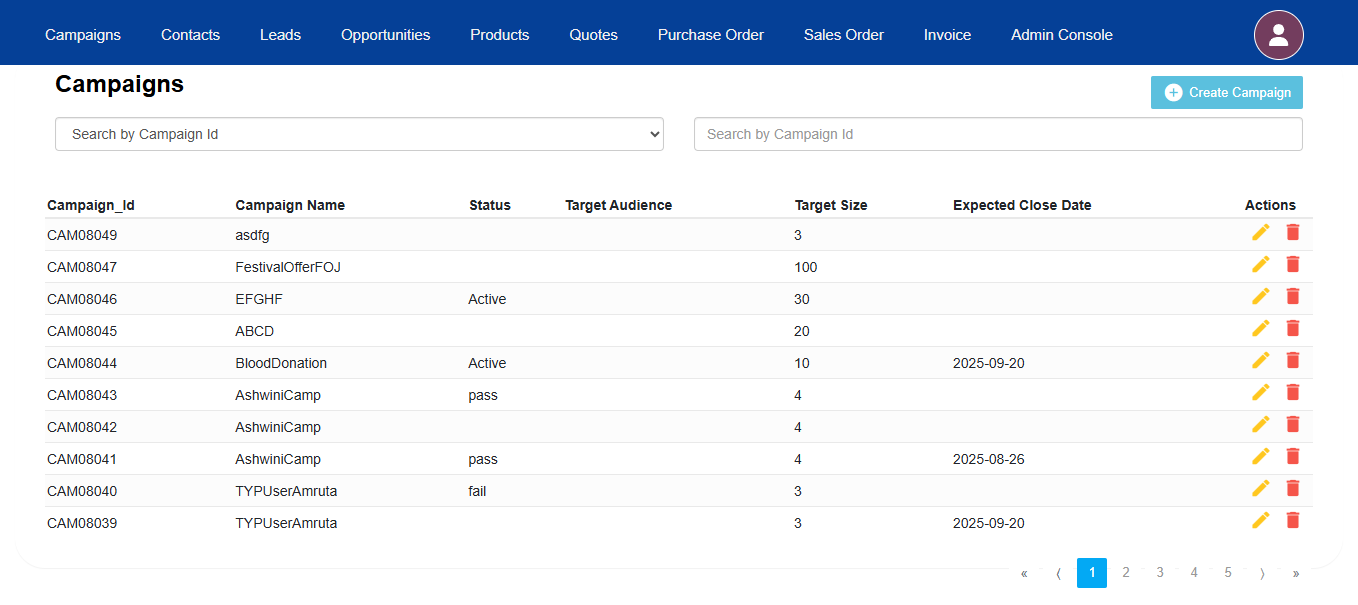 Campaigns Contacts Leads Opportunities Products Quotes Purchase Order Sales Order Invoice Admin Console
Campaigns
Create Campaign
Search by Campaign Id Search by Campaign Id
Campaign_Id Campaign Name Status Target Audience Target Size Expected Close Date Actions
CAM08049 asdfg 3
CAM08047 FestivalOfferFOJ 100
CAM08046 EFGHF Active 30
CAM08045 ABCD 20
CAM08044 BloodDonation Active 10 2025-09-20
CAM08043 AshwiniCamp pass 4
CAM08042 AshwiniCamp 4
CAM08041 AshwiniCamp pass 4 2025-08-26
CAM08040 TYPUserAmruta fail 3
CAM08039 TYPUserAmruta 3 2025-09-20
« ⟨ 1 2 3 4 5 ⟩ »